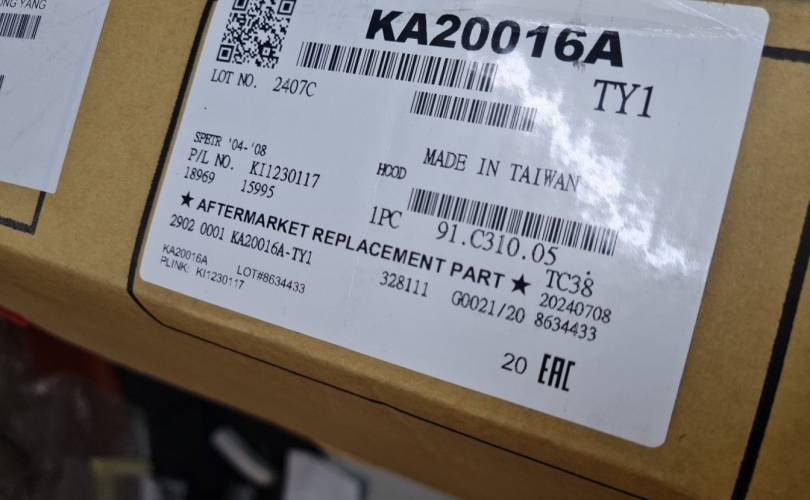 NG YANG
KA20016A
TY1
LOT NO. 2407C
MADE IN TAIWAN
SPETR '04-'08
P/L NO. KI1230117
18969 15995
HOOD
1PC
91.C310.05
TC38
★ AFTERMARKET REPLACEMENT PART ★
2902 0001 KA20016A-TY1
328111 G0021/20
20240708
8634433
KA20016A LOT#8634433
PLINK: KI1230117
20 EAC